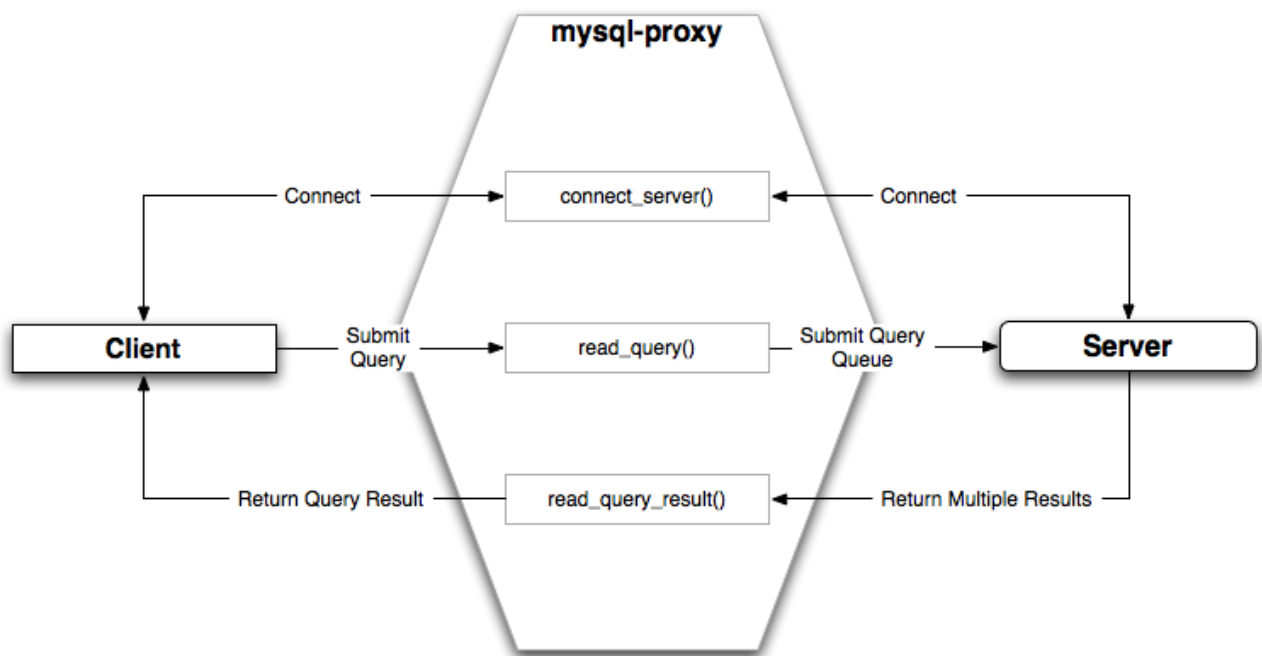 mysql-proxy
Connect
connect_server()
Connect
Client
Submit
Query
read_query()
Submit Query
Queue
Server
Return Query Result
read_query_result()
Return Multiple Results